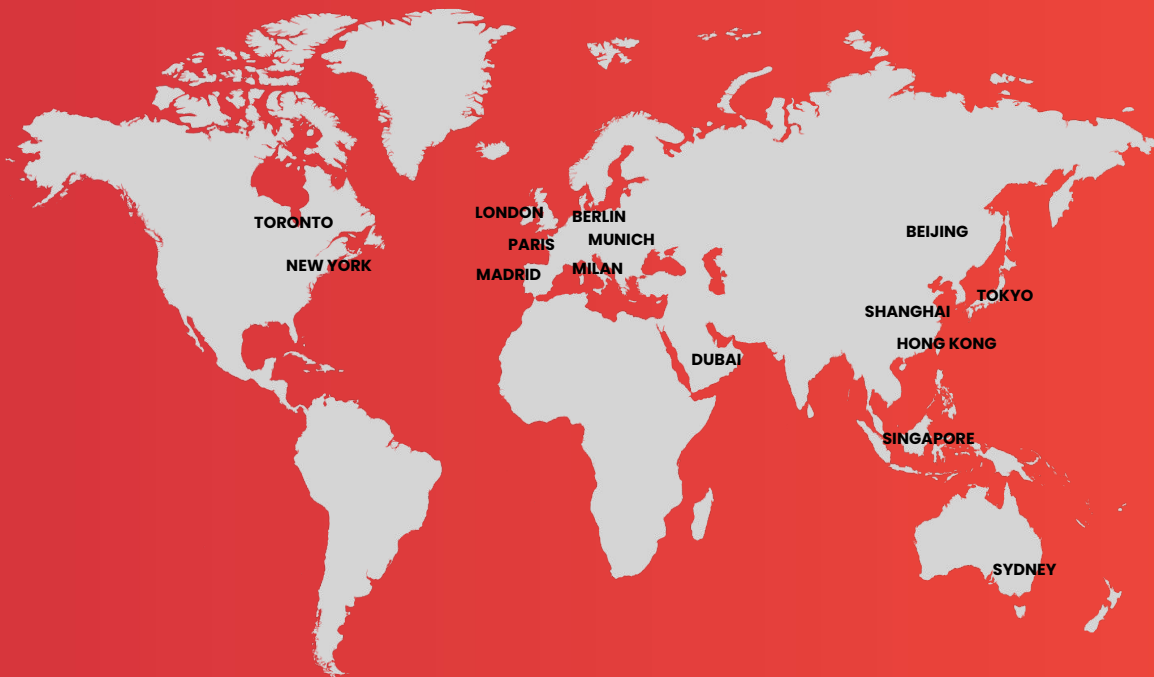 LONDON
BERLIN
TORONTO
BEIJING
MUNICH
PARIS
NEW YORK
MILAN
MADRID
TOKYO
SHANGHAI
HONG KONG
DUBAI
SINGAPORE
SYDNEY